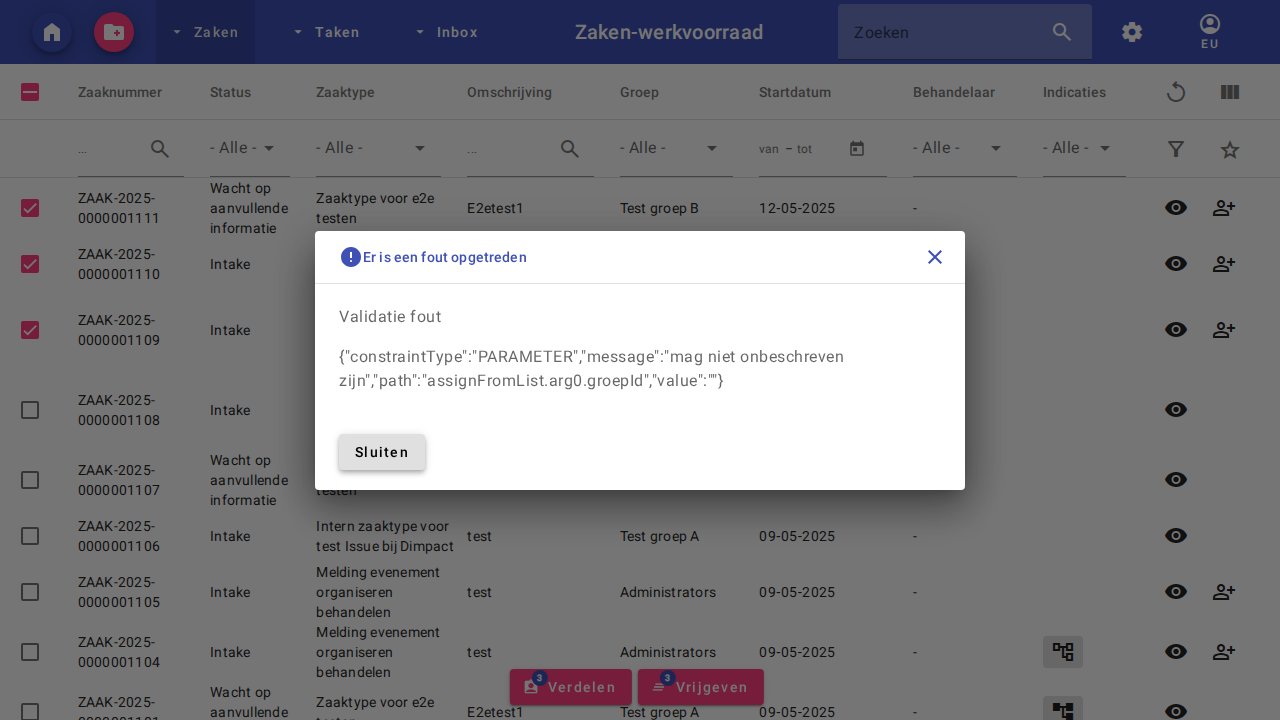 Zaken
Taken
Inbox
Zaken-werkvoorraad
Zoeken
EU
Zaaknummer Status Zaaktype Omschrijving Groep Startdatum Behandelaar Indicaties
... - Alle - - Alle - ... - Alle - van – tot - Alle - - Alle -
ZAAK-2025-
0000001111
Wacht op
aanvullende
informatie
Zaaktype voor e2e
testen
E2etest1
Test groep B
12-05-2025
-
ZAAK-2025-
0000001110
Intake
ZAAK-2025-
0000001109
Intake
Er is een fout opgetreden
Validatie fout
{"constraintType":"PARAMETER","message":"mag niet onbeschreven
zijn","path":"assignFromList.arg0.groepId","value":""}
Sluiten
ZAAK-2025-
0000001108
Intake
ZAAK-2025-
0000001107
Wacht op
aanvullende
informatie
testen
ZAAK-2025-
0000001106
Intake
Intern zaaktype voor
test Issue bij Dimpact
test
Test groep A
09-05-2025
-
ZAAK-2025-
0000001105
Intake
Melding evenement
organiseren
behandelen
test
Administrators
09-05-2025
-
ZAAK-2025-
0000001104
Intake
Melding evenement
organiseren
behandelen
test
Administrators
09-05-2025
ZAAK-2025-
Wacht op
aanvullende
Zaaktype voor e2e
E2etest1
Test groep A
09-05-2025
-
3
Verdelen
3
Vrijgeven